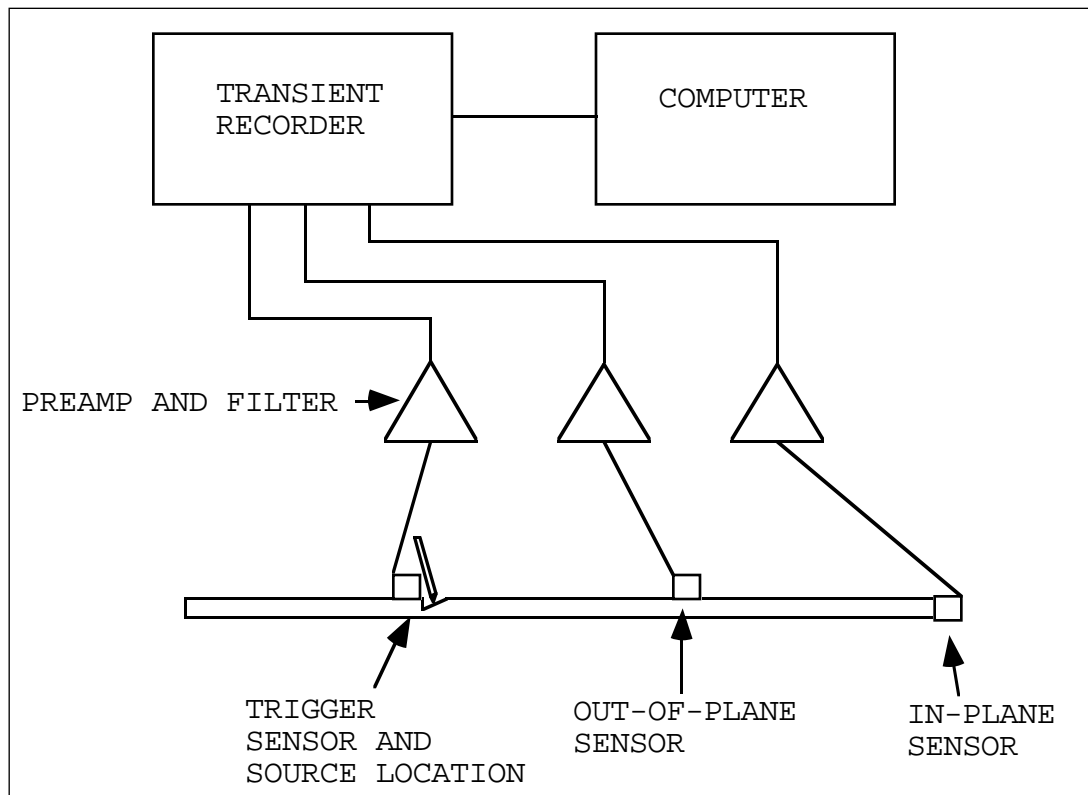 TRANSIENT
RECORDER
COMPUTER
PREAMP AND FILTER
TRIGGER
SENSOR AND
SOURCE LOCATION
OUT-OF-PLANE
SENSOR
IN-PLANE
SENSOR